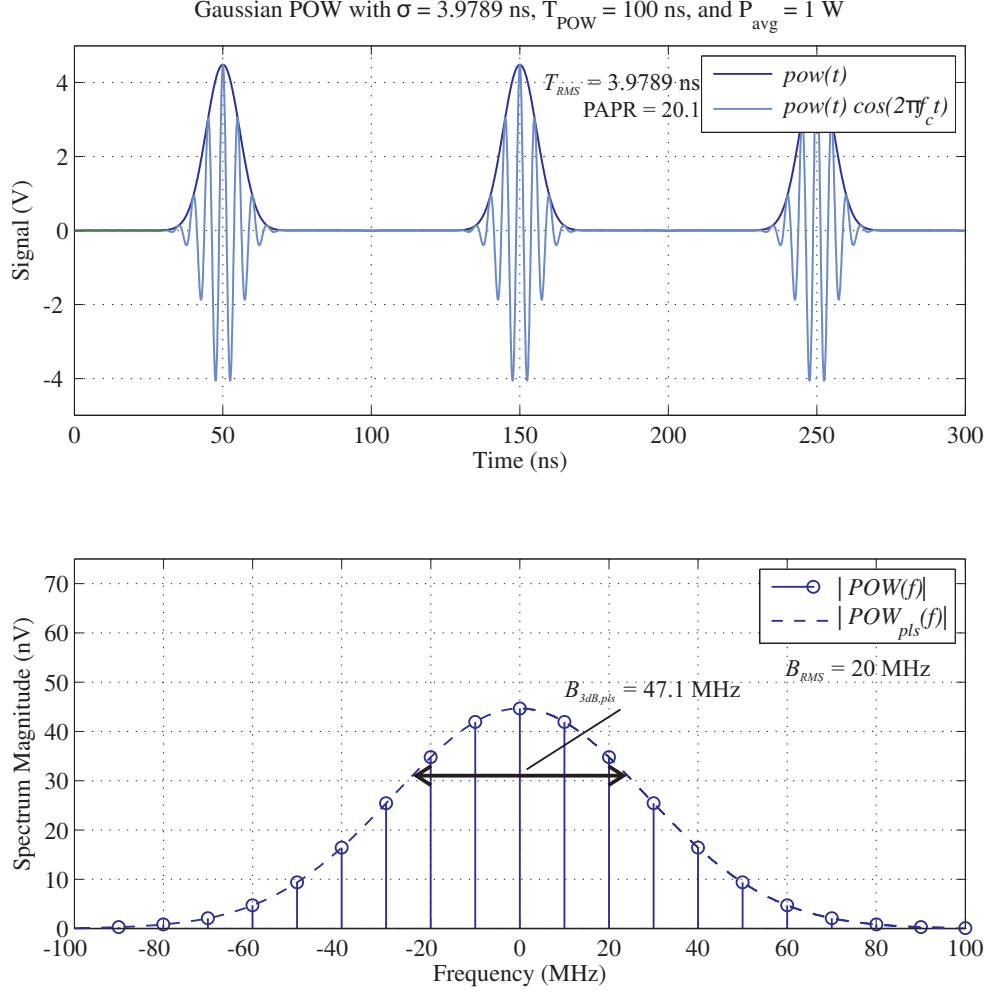 Gaussian POW with σ = 3.9789 ns, T_POW = 100 ns, and P_avg = 1 W
T_RMS = 3.9789 ns
PAPR = 20.1
pow(t)
pow(t) cos(2πf_c t)
Signal (V)
4
2
0
-2
-4
0 50 100 150 200 250 300
Time (ns)
|POW(f)|
|POW_pls(f)|
B_RMS = 20 MHz
B_3dB,pls = 47.1 MHz
Spectrum Magnitude (nV)
70
60
50
40
30
20
10
0
-100 -80 -60 -40 -20 0 20 40 60 80 100
Frequency (MHz)